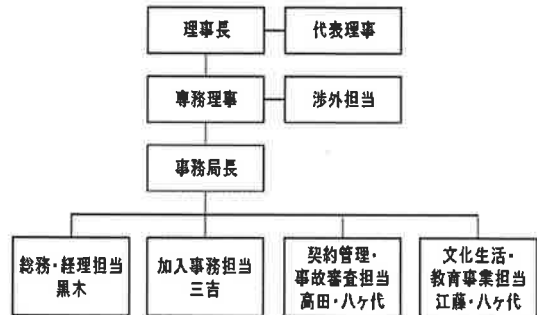 理事長
代表理事
専務理事
渉外担当
事務局長
総務・経理担当
黒木
加入事務担当
三吉
契約管理・
事故審査担当
高田・八ケ代
文化生活・
教育事業担当
江藤・八ケ代